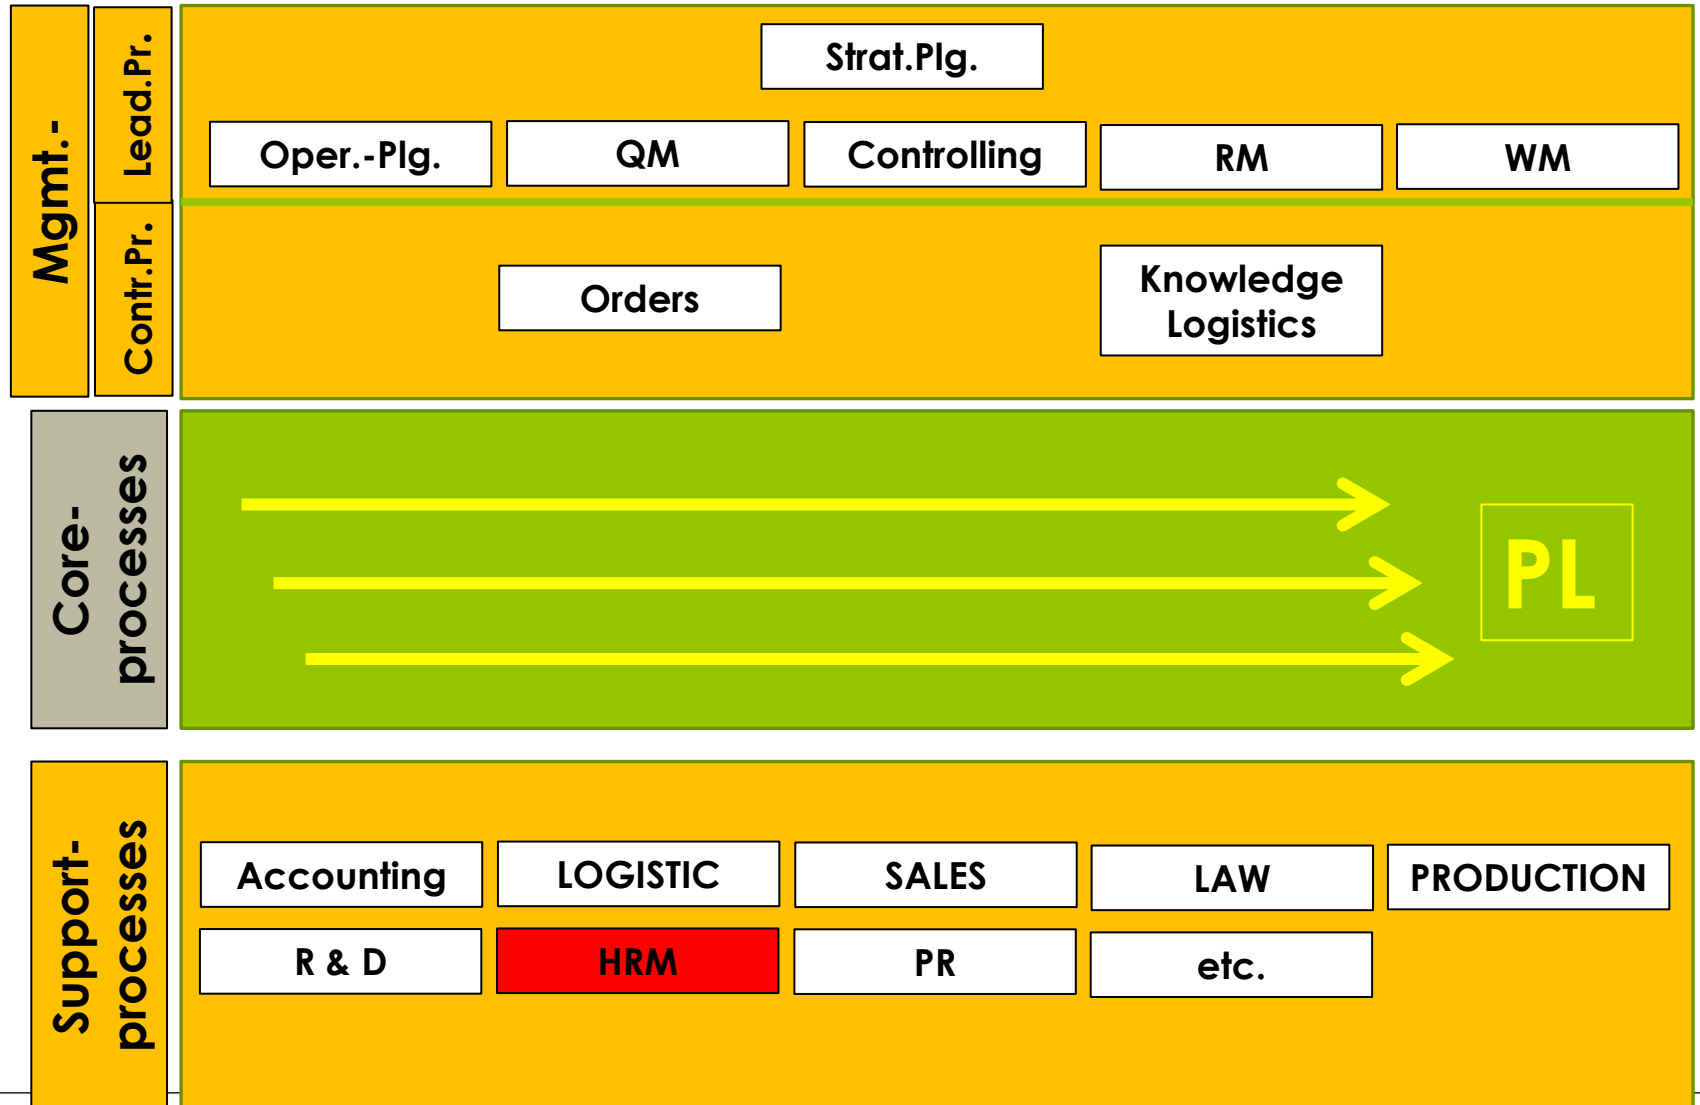 Mgmt.-
Lead.Pr.
Strat.Plg.
Oper.-Plg.
QM
Controlling
RM
WM
Contr.Pr.
Orders
Knowledge
Logistics
Core-
processes
PL
Support-
processes
Accounting
LOGISTIC
SALES
LAW
PRODUCTION
R & D
HRM
PR
etc.